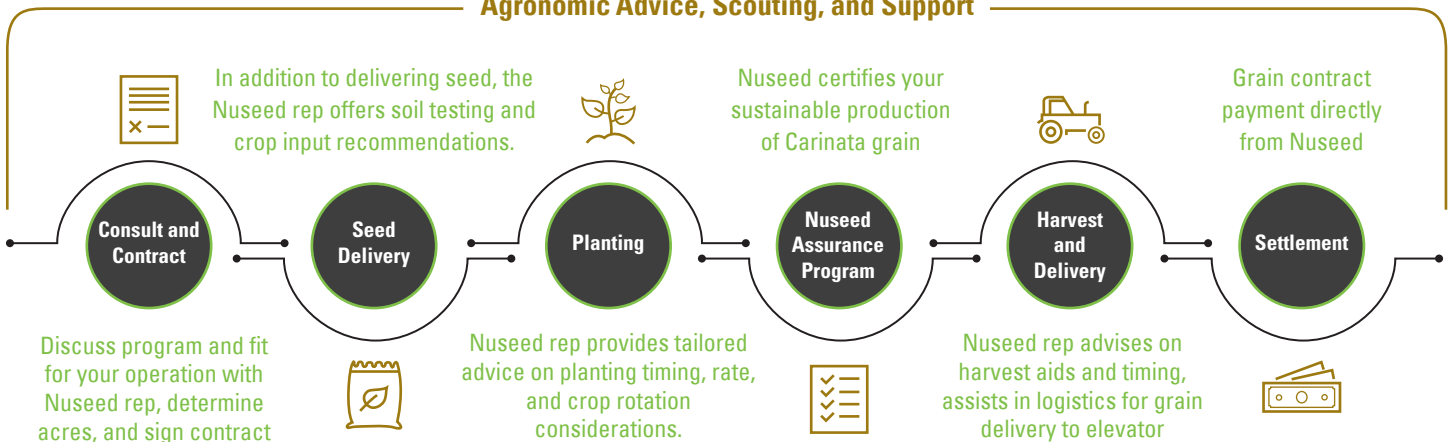 Agronomic Advice, Scouting, and Support
In addition to delivering seed, the
Nuseed rep offers soil testing and
crop input recommendations.
Nuseed certifies your
sustainable production
of Carinata grain
Grain contract
payment directly
from Nuseed
Consult and
Contract
Seed
Delivery
Planting
Nuseed
Assurance
Program
Harvest
and
Delivery
Settlement
Discuss program and fit
for your operation with
Nuseed rep, determine
acres, and sign contract
Nuseed rep provides tailored
advice on planting timing, rate,
and crop rotation
considerations.
Nuseed rep advises on
harvest aids and timing,
assists in logistics for grain
delivery to elevator